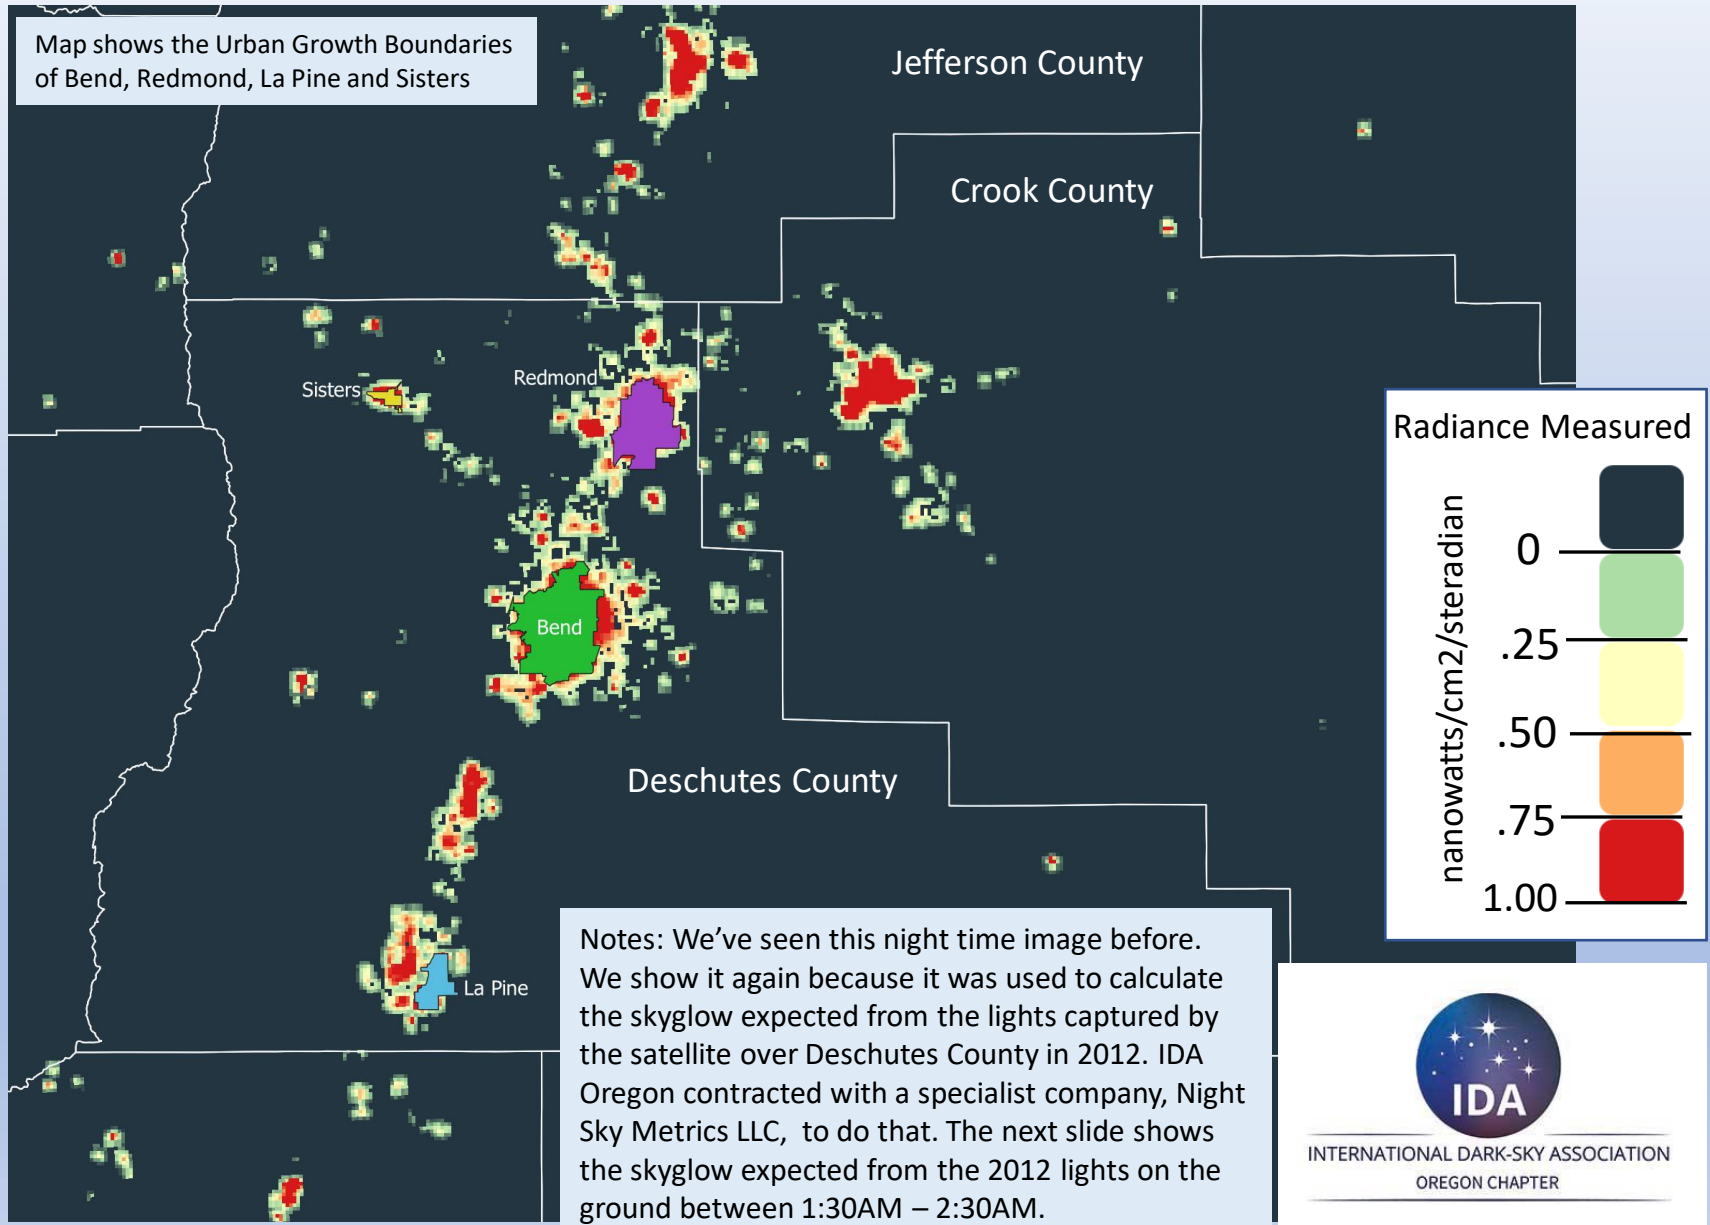 Map shows the Urban Growth Boundaries
of Bend, Redmond, La Pine and Sisters
Jefferson County
Crook County
Sisters
Redmond
Bend
Deschutes County
La Pine
Radiance Measured
nanowatts/cm2/steradian
0
.25
.50
.75
1.00
Notes: We’ve seen this night time image before.
We show it again because it was used to calculate
the skyglow expected from the lights captured by
the satellite over Deschutes County in 2012. IDA
Oregon contracted with a specialist company, Night
Sky Metrics LLC,  to do that. The next slide shows
the skyglow expected from the 2012 lights on the
ground between 1:30AM – 2:30AM.
IDA
INTERNATIONAL DARK-SKY ASSOCIATION
OREGON CHAPTER